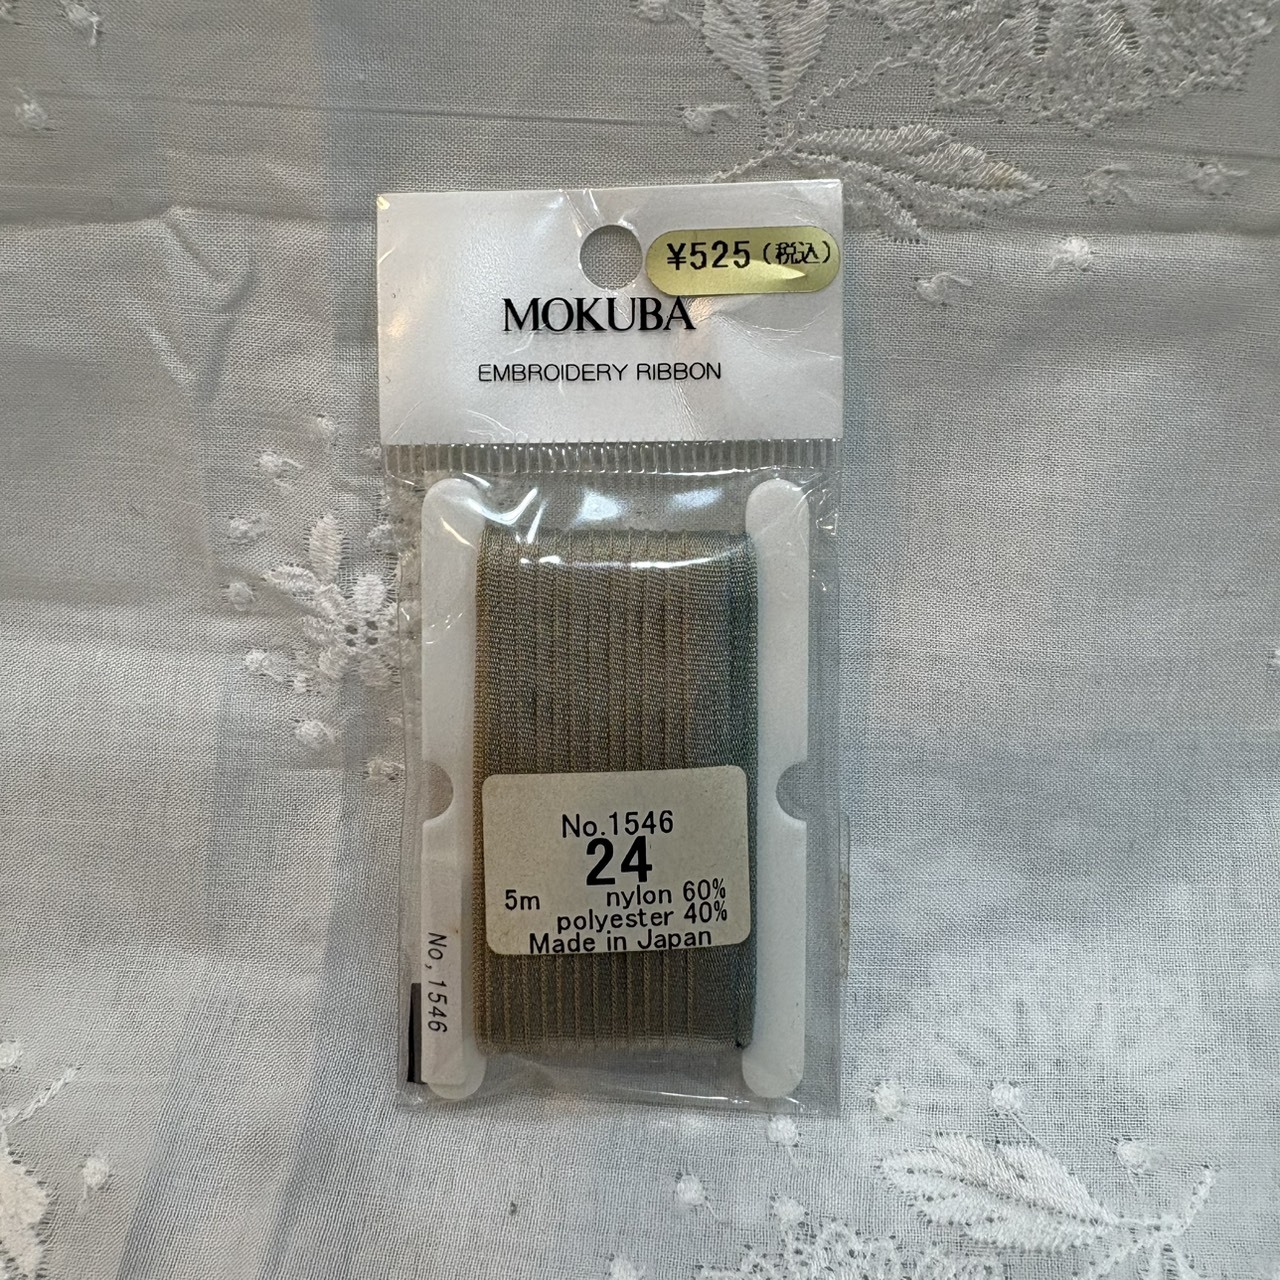 ¥525(税込)
MOKUBA
EMBROIDERY RIBBON
No.1546
24
5m nylon 60%
polyester 40%
Made in Japan
No,1546